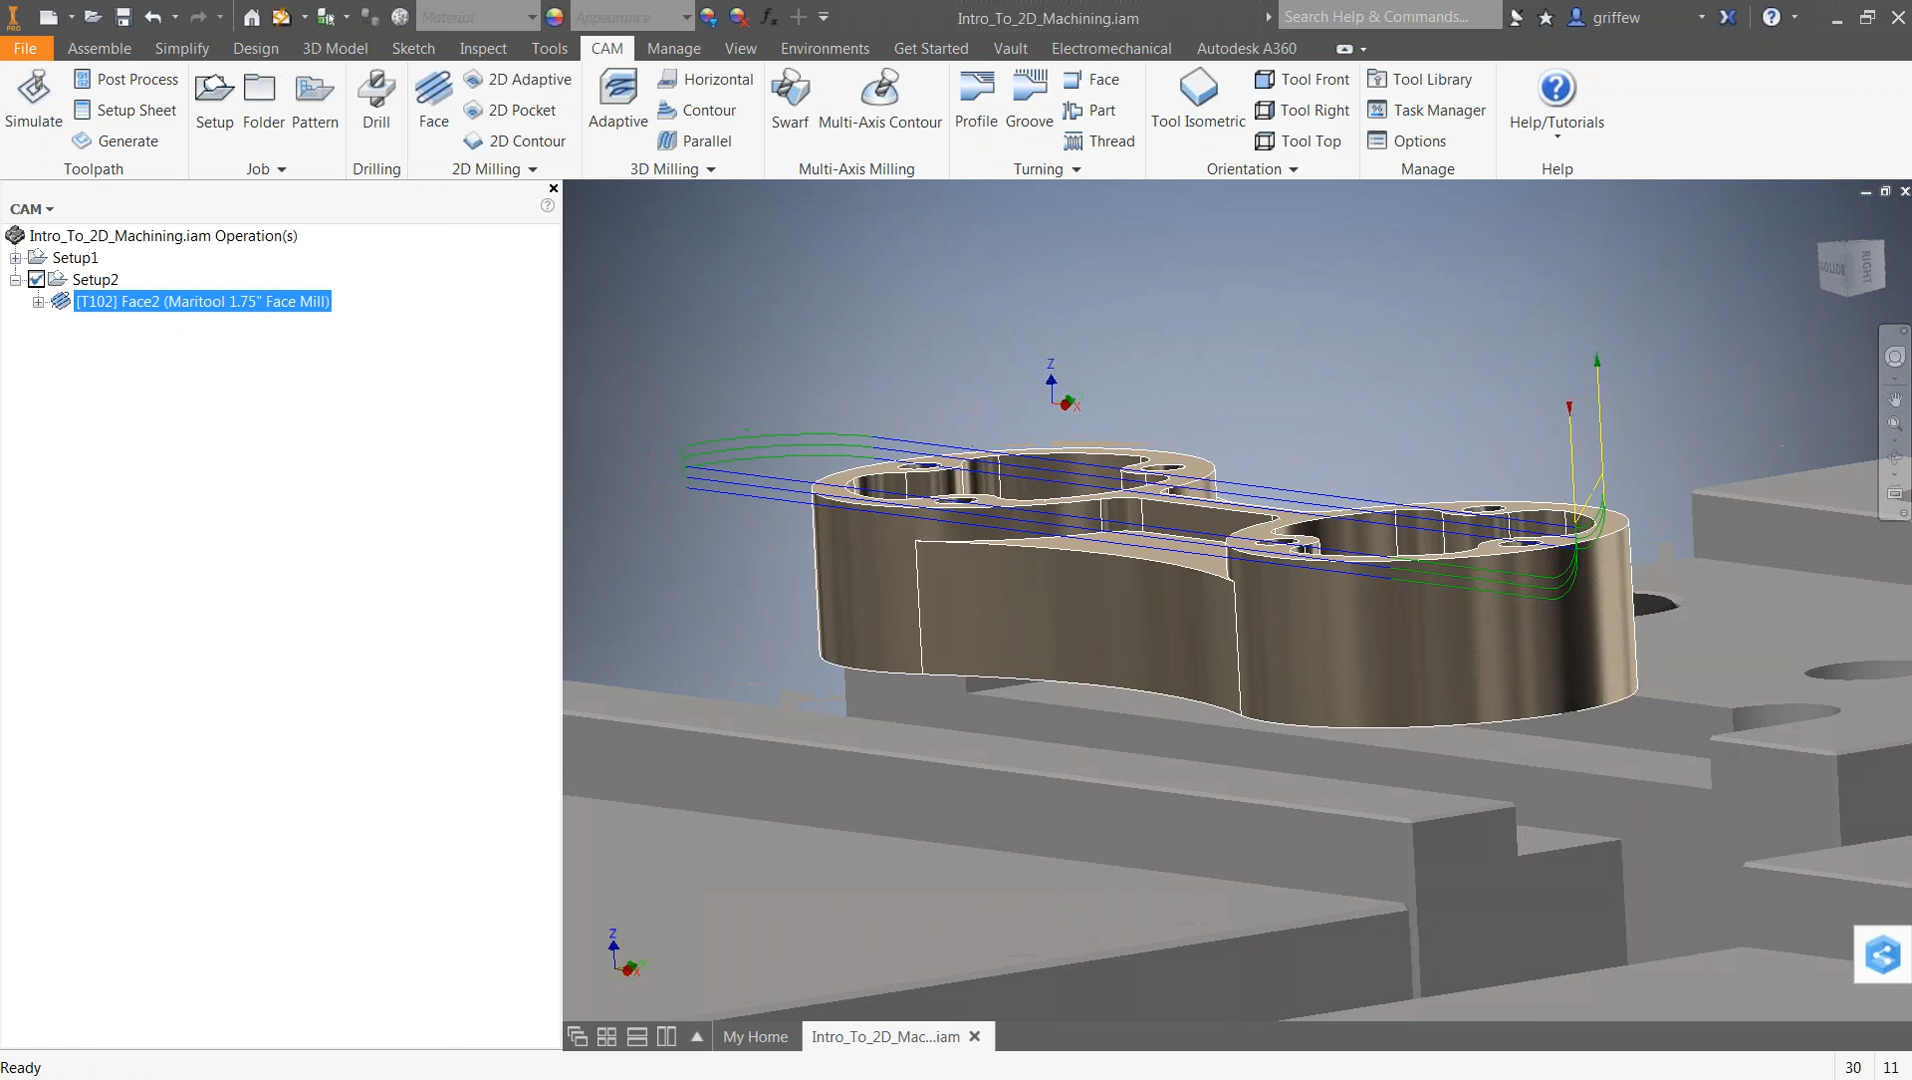 PRO
Material
Appearance
Intro_To_2D_Machining.iam
Search Help & Commands...
griffew
File
Assemble
Simplify
Design
3D Model
Sketch
Inspect
Tools
CAM
Manage
View
Environments
Get Started
Vault
Electromechanical
Autodesk A360
Simulate
Post Process
Setup Sheet
Generate
Toolpath
Setup
Folder
Pattern
Job
Drill
Drilling
Face
2D Adaptive
2D Pocket
2D Contour
2D Milling
Adaptive
Horizontal
Contour
Parallel
3D Milling
Swarf
Multi-Axis Contour
Multi-Axis Milling
Profile
Groove
Face
Part
Thread
Turning
Tool Isometric
Tool Front
Tool Right
Tool Top
Orientation
Tool Library
Task Manager
Options
Manage
Help/Tutorials
Help
CAM
Intro_To_2D_Machining.iam Operation(s)
Setup1
Setup2
[T102] Face2 (Maritool 1.75" Face Mill)
BOTTOM
RIGHT
Z
X
Z
X
My Home
Intro_To_2D_Mac...iam
Ready
30
11